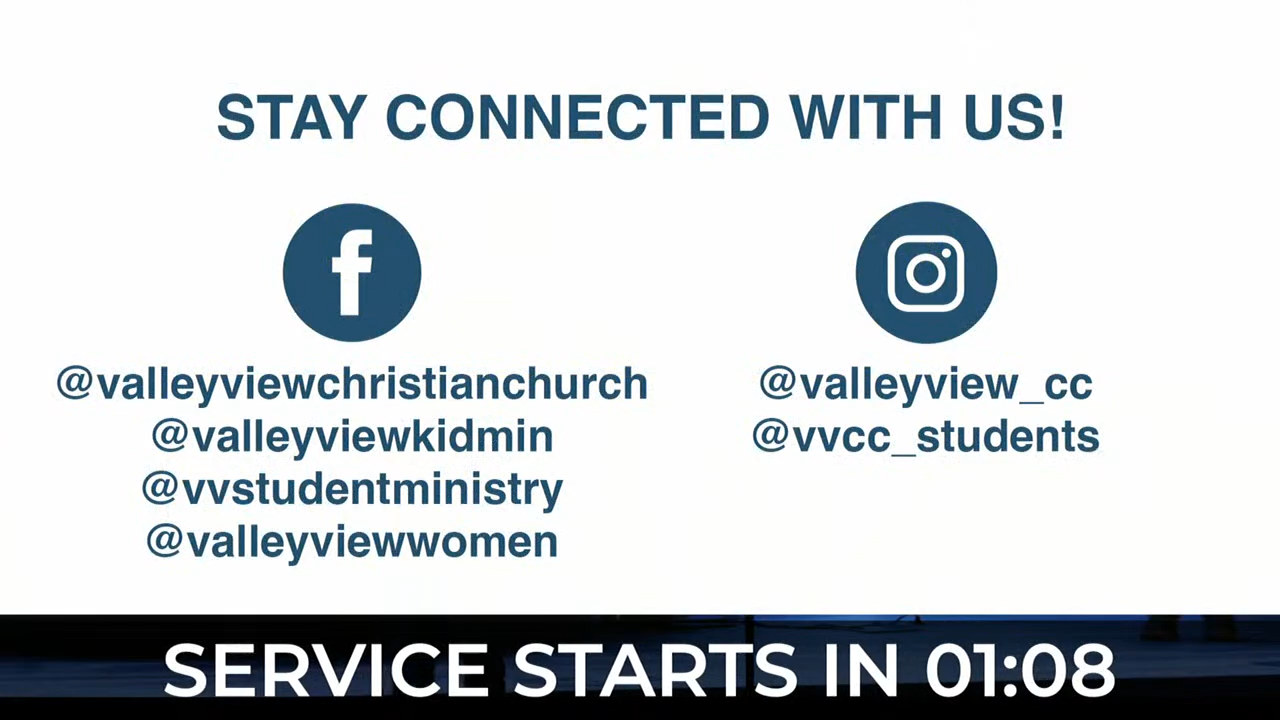 STAY CONNECTED WITH US!
@valleyviewchristianchurch
@valleyviewkidmin
@vvstudentministry
@valleyviewwomen
@valleyview_cc
@vvcc_students
SERVICE STARTS IN 01:08